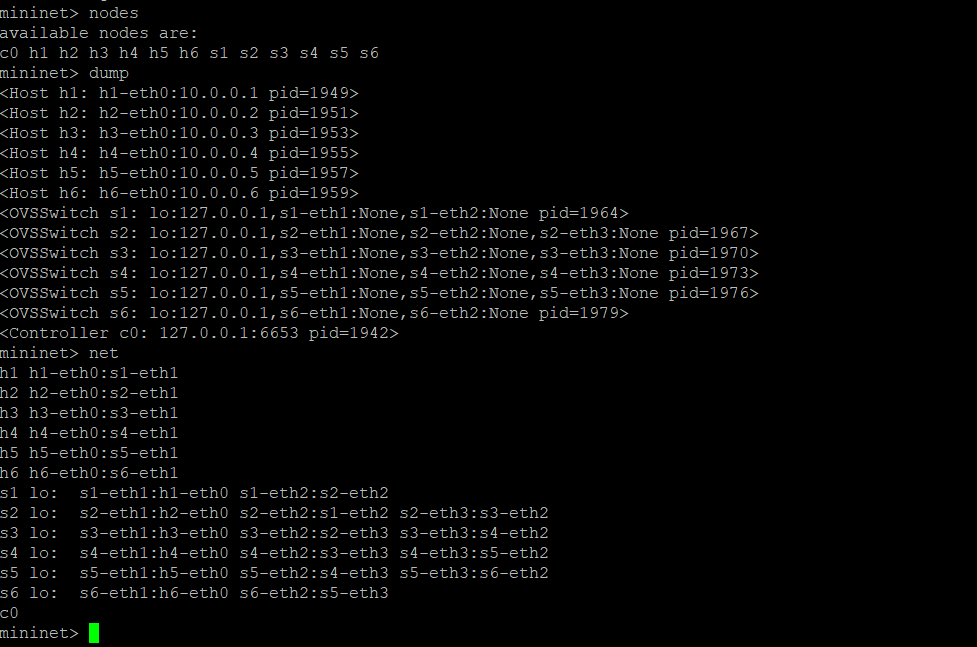 mininet> nodes
available nodes are:
c0 h1 h2 h3 h4 h5 h6 s1 s2 s3 s4 s5 s6
mininet> dump
<Host h1: h1-eth0:10.0.0.1 pid=1949>
<Host h2: h2-eth0:10.0.0.2 pid=1951>
<Host h3: h3-eth0:10.0.0.3 pid=1953>
<Host h4: h4-eth0:10.0.0.4 pid=1955>
<Host h5: h5-eth0:10.0.0.5 pid=1957>
<Host h6: h6-eth0:10.0.0.6 pid=1959>
<OVSSwitch s1: lo:127.0.0.1,s1-eth1:None,s1-eth2:None pid=1964>
<OVSSwitch s2: lo:127.0.0.1,s2-eth1:None,s2-eth2:None,s2-eth3:None pid=1967>
<OVSSwitch s3: lo:127.0.0.1,s3-eth1:None,s3-eth2:None,s3-eth3:None pid=1970>
<OVSSwitch s4: lo:127.0.0.1,s4-eth1:None,s4-eth2:None,s4-eth3:None pid=1973>
<OVSSwitch s5: lo:127.0.0.1,s5-eth1:None,s5-eth2:None,s5-eth3:None pid=1976>
<OVSSwitch s6: lo:127.0.0.1,s6-eth1:None,s6-eth2:None pid=1979>
<Controller c0: 127.0.0.1:6653 pid=1942>
mininet> net
h1 h1-eth0:s1-eth1
h2 h2-eth0:s2-eth1
h3 h3-eth0:s3-eth1
h4 h4-eth0:s4-eth1
h5 h5-eth0:s5-eth1
h6 h6-eth0:s6-eth1
s1 lo:  s1-eth1:h1-eth0 s1-eth2:s2-eth2
s2 lo:  s2-eth1:h2-eth0 s2-eth2:s1-eth2 s2-eth3:s3-eth2
s3 lo:  s3-eth1:h3-eth0 s3-eth2:s2-eth3 s3-eth3:s4-eth2
s4 lo:  s4-eth1:h4-eth0 s4-eth2:s3-eth3 s4-eth3:s5-eth2
s5 lo:  s5-eth1:h5-eth0 s5-eth2:s4-eth3 s5-eth3:s6-eth2
s6 lo:  s6-eth1:h6-eth0 s6-eth2:s5-eth3
c0
mininet>